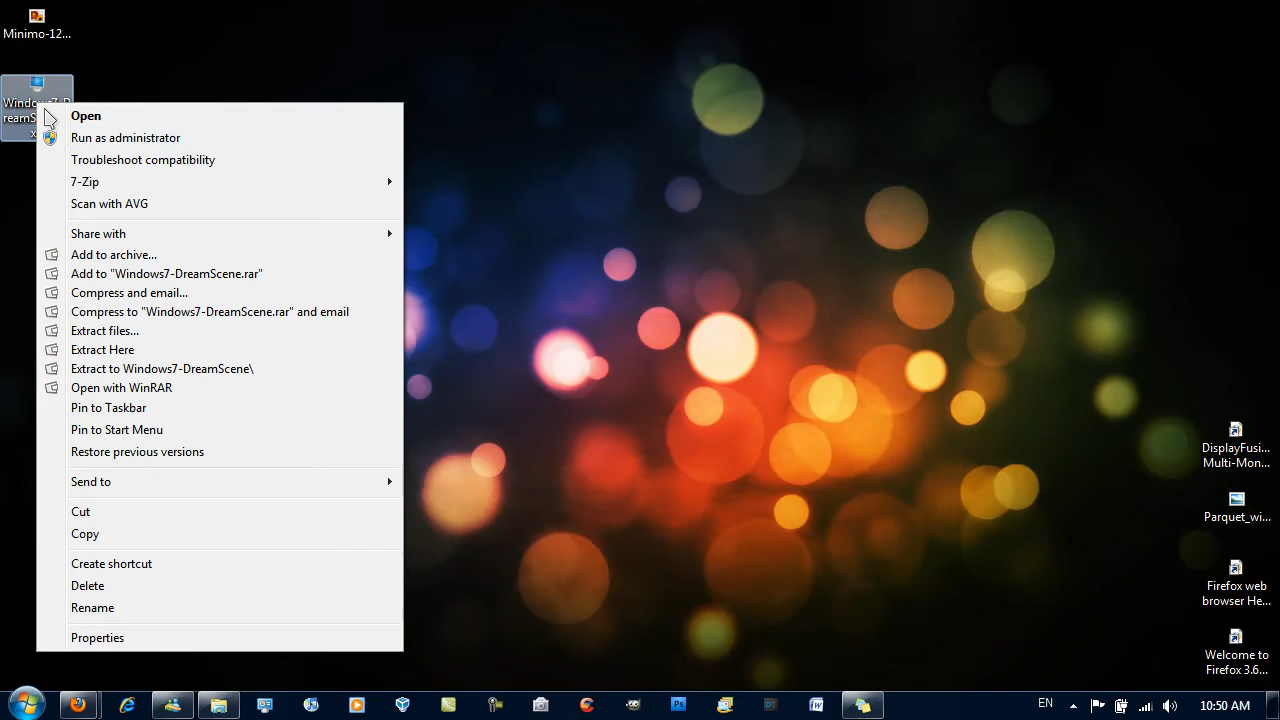 Minimo-12...
Open
Run as administrator
Troubleshoot compatibility
7-Zip
Scan with AVG
Share with
Add to archive...
Add to "Windows7-DreamScene.rar"
Compress and email...
Compress to "Windows7-DreamScene.rar" and email
Extract files...
Extract Here
Extract to Windows7-DreamScene\
Open with WinRAR
Pin to Taskbar
Pin to Start Menu
Restore previous versions
Send to
Cut
Copy
Create shortcut
Delete
Rename
Properties
DisplayFusi...
Multi-Mon...
Parquet_wi...
Firefox web
browser He...
Welcome to
Firefox 3.6...
Ps
DT
W
EN
10:50 AM